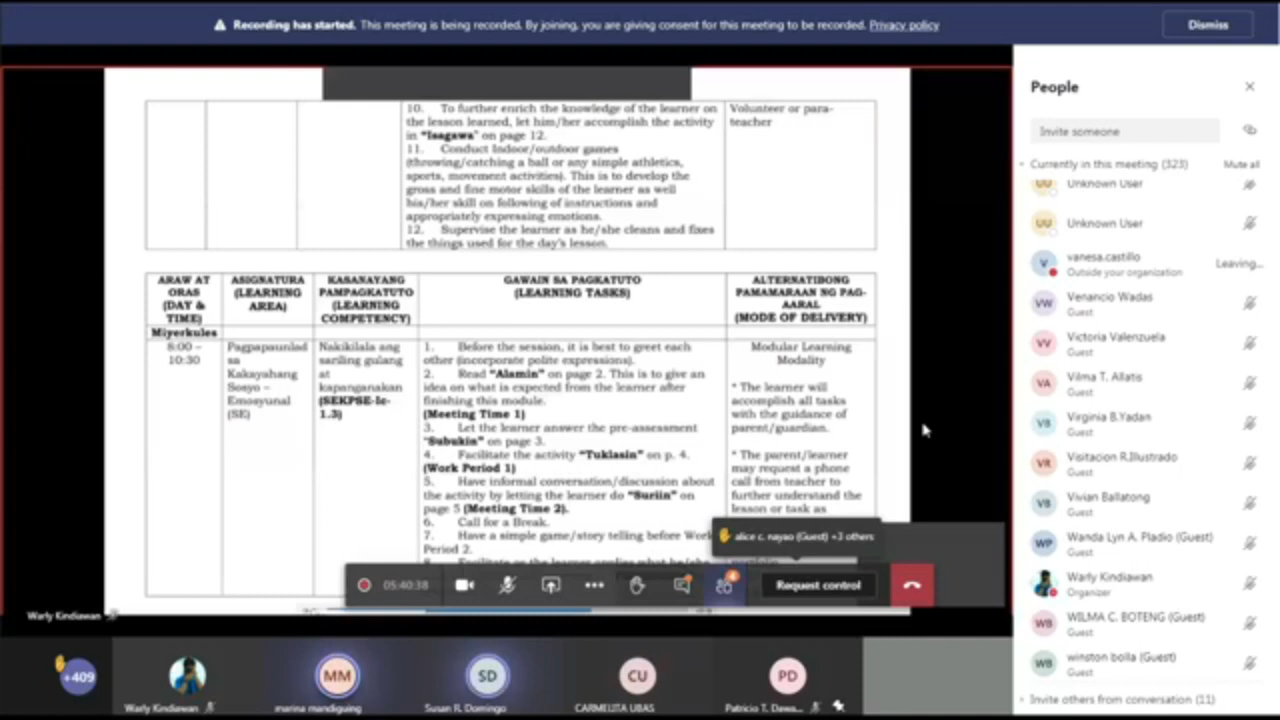 Recording has started. This meeting is being recorded. By joining, you are giving consent for this meeting to be recorded. Privacy policy
Dismiss
10. To further enrich the knowledge of the learner on
the lesson learned, let him/her accomplish the activity
in "Isagawa" on page 12.
11. Conduct Indoor/outdoor games
(throwing/catching a ball or any simple athletics,
sports, movement activities). This is to develop the
gross and fine motor skills of the learner as well
his/her skill on following of instructions and
appropriately expressing emotions.
12. Supervise the learner as he/she cleans and fixes
the things used for the day's lesson.
Volunteer or para-
teacher
ARAW AT
ORAS
(DAY &
TIME)
ASIGNATURA
(LEARNING
AREA)
KASANAYANG
PAMPAGKATUTO
(LEARNING
COMPETENCY)
GAWAIN SA PAGKATUTO
(LEARNING TASKS)
ALTERNATIBONG
PAMAMARAAN NG PAG-
AARAL
(MODE OF DELIVERY)
Miyerkules
8:00 –
10:30
Pagpapaunlad
sa
Kakayahang
Sosyo –
Emosyunal
(SE)
Nakikilala ang
sariling gulang
at
kapanganakan
(SEKPSE-Ic-
1.3)
1. Before the session, it is best to greet each
other (incorporate polite expressions).
2. Read "Alamin" on page 2. This is to give an
idea on what is expected from the learner after
finishing this module.
(Meeting Time 1)
3. Let the learner answer the pre-assessment
"Subukin" on page 3.
4. Facilitate the activity "Tuklasin" on p. 4.
(Work Period 1)
5. Have informal conversation/discussion about
the activity by letting the learner do "Suriin" on
page 5 (Meeting Time 2).
6. Call for a Break.
7. Have a simple game/story telling before Work
Period 2.
Modular Learning
Modality
* The learner will
accomplish all tasks
with the guidance of
parent/guardian.
* The parent/learner
may request a phone
call from teacher to
further understand the
lesson or task as
alice c. nayao (Guest) +3 others
05:40:38
Request control
Warly Kindiawan
+409
Warly Kindiawan
MM
marina mandiguing
SD
Susan R. Domingo
CU
CARMELITA UBAS
PD
Patricio T. Dawa...
People
Invite someone
Currently in this meeting (323)
Mute all
UU
Unknown User
UU
Unknown User
V
vanesa.castillo
Outside your organization
Leaving...
VW
Venancio Wadas
Guest
VV
Victoria Valenzuela
Guest
VA
Vilma T. Allatis
Guest
VB
Virginia B.Yadan
Guest
VR
Visitacion R.Illustrado
Guest
VB
Vivian Ballatong
Guest
WP
Wanda Lyn A. Pladio (Guest)
Guest
Warly Kindiawan
Organizer
WB
WILMA C. BOTENG (Guest)
Guest
WB
winston bolla (Guest)
Guest
Invite others from conversation (11)